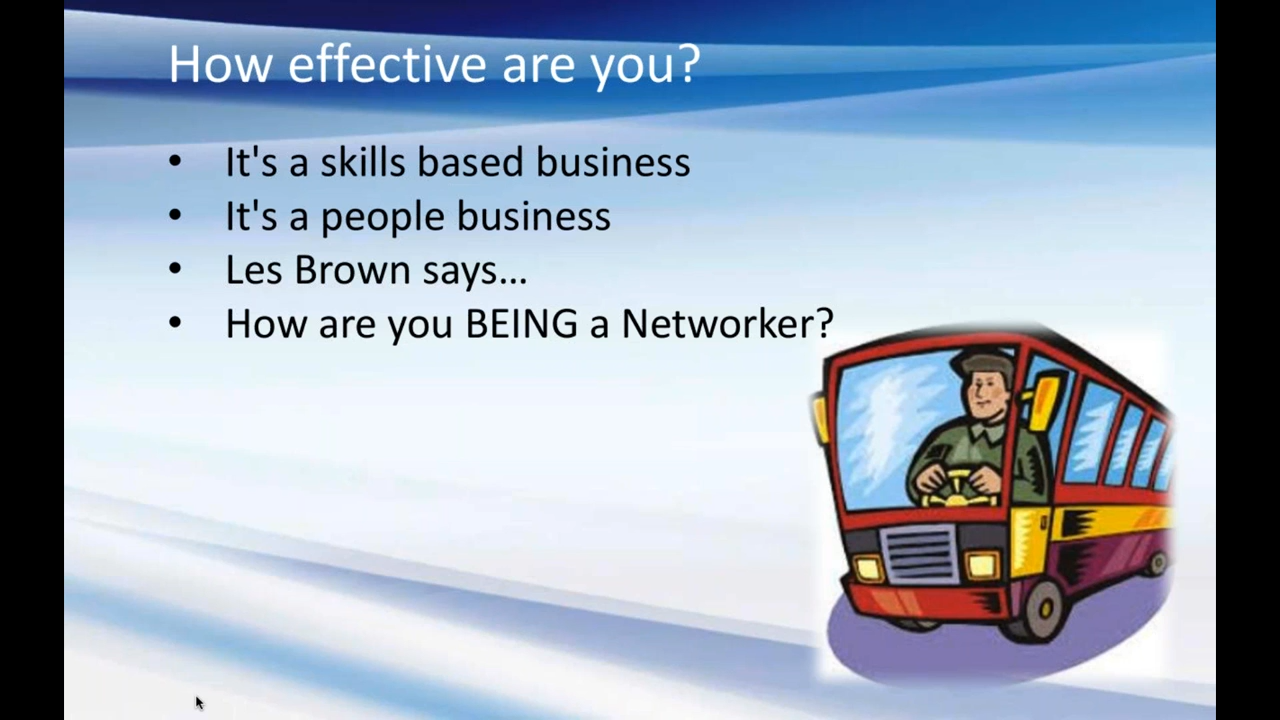 How effective are you?
• It's a skills based business
• It's a people business
• Les Brown says...
• How are you BEING a Networker?